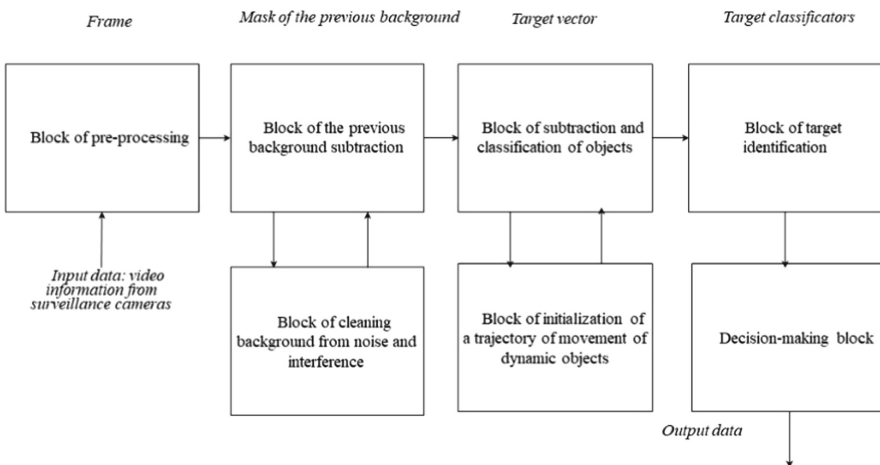 Frame
Mask of the previous background
Target vector
Target classificators
Block of pre-processing
Block of the previous
background subtraction
Block of subtraction and
classification of objects
Block of target
identification
Input data: video
information from
surveillance cameras
Block of cleaning
background from noise and
interference
Block of initialization of
a trajectory of movement of
dynamic objects
Decision-making block
Output data